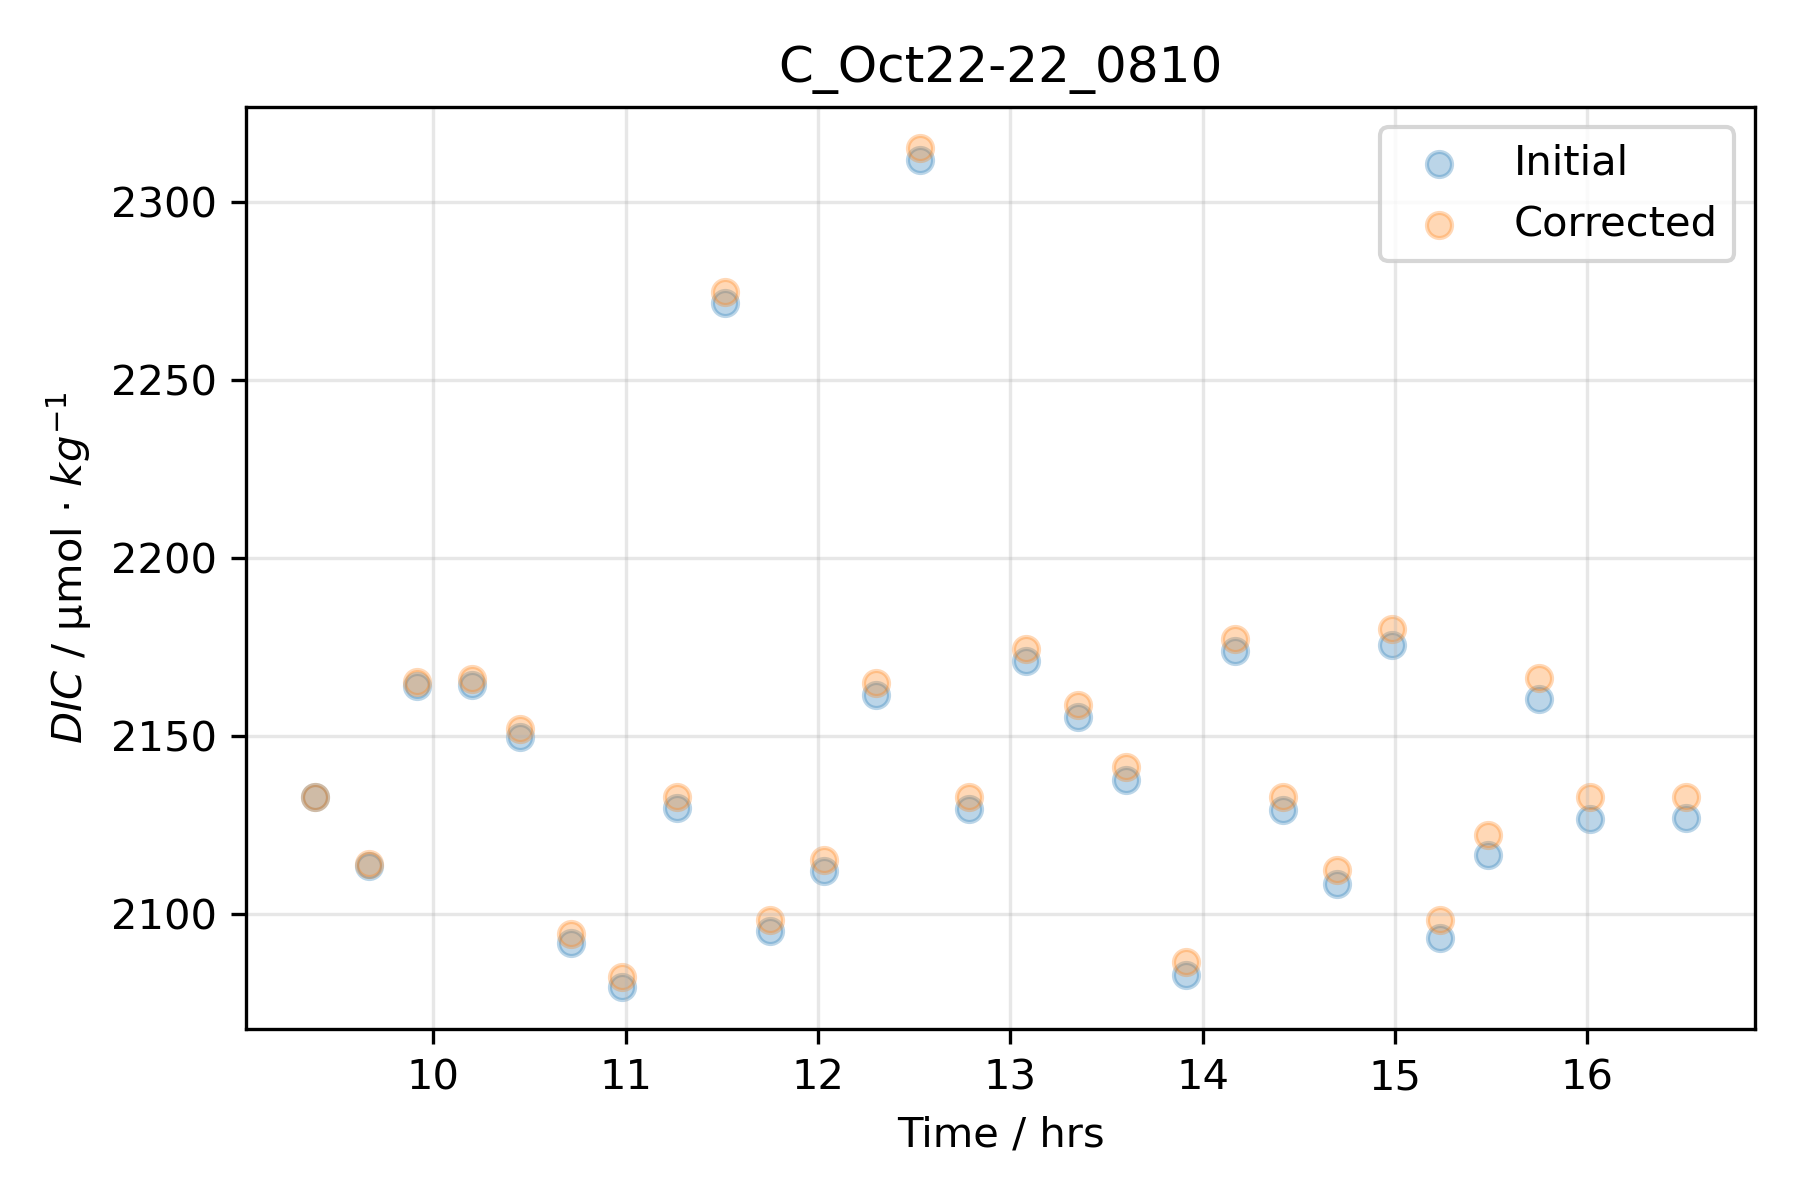 C_Oct22-22_0810
Initial
Corrected
DIC / µmol · kg⁻¹
2300
2250
2200
2150
2100
10 11 12 13 14 15 16
Time / hrs